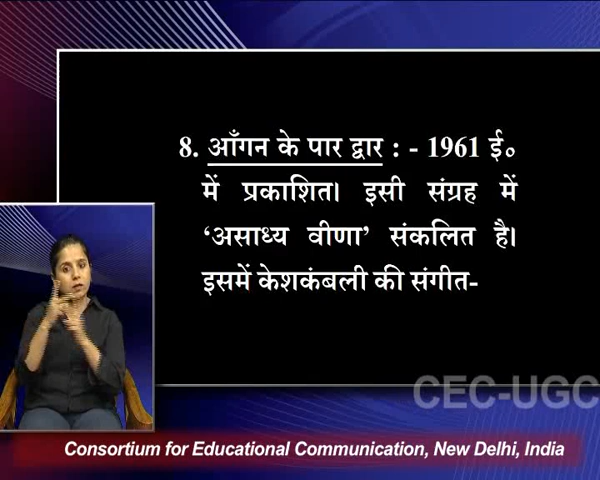 8. आँगन के पार द्वार : - 1961 ई॰
में प्रकाशित। इसी संग्रह में
‘असाध्य वीणा’ संकलित है।
इसमें केशकंबली की संगीत-
CEC-UGC
Consortium for Educational Communication, New Delhi, India